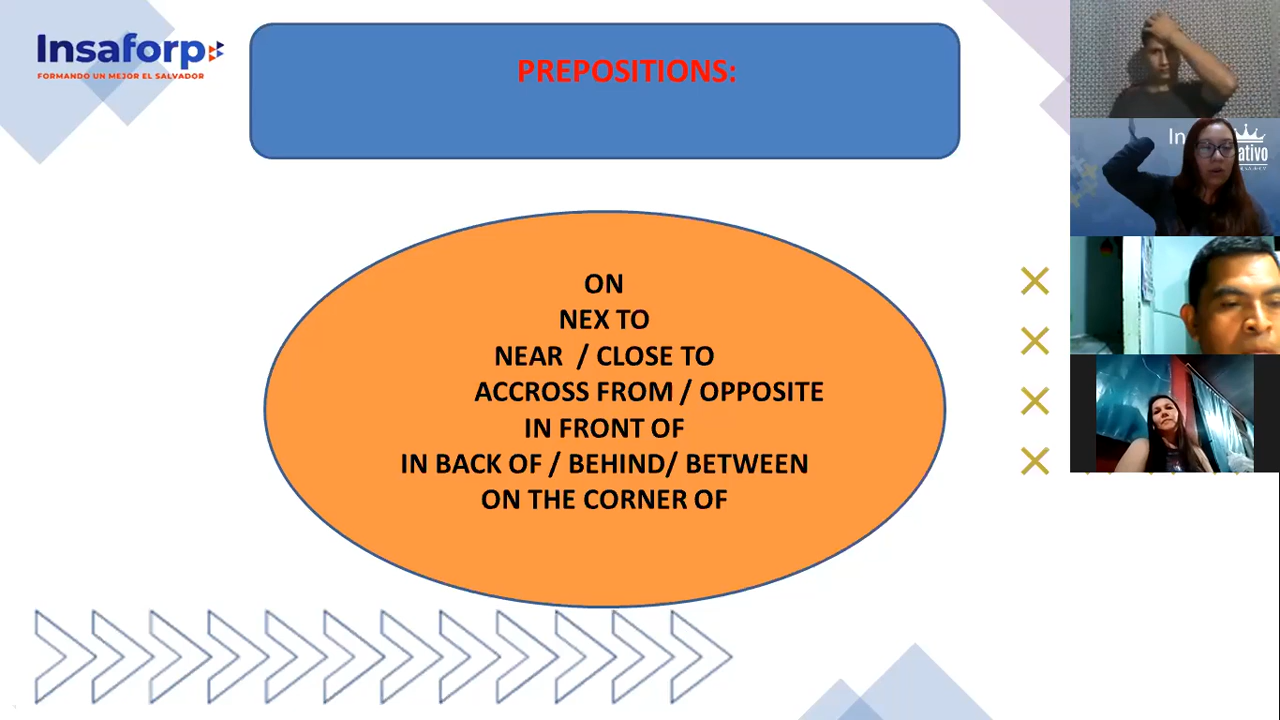 Insaforp
FORMANDO UN MEJOR EL SALVADOR
PREPOSITIONS:
ON
NEX TO
NEAR / CLOSE TO
ACCROSS FROM / OPPOSITE
IN FRONT OF
IN BACK OF / BEHIND/ BETWEEN
ON THE CORNER OF